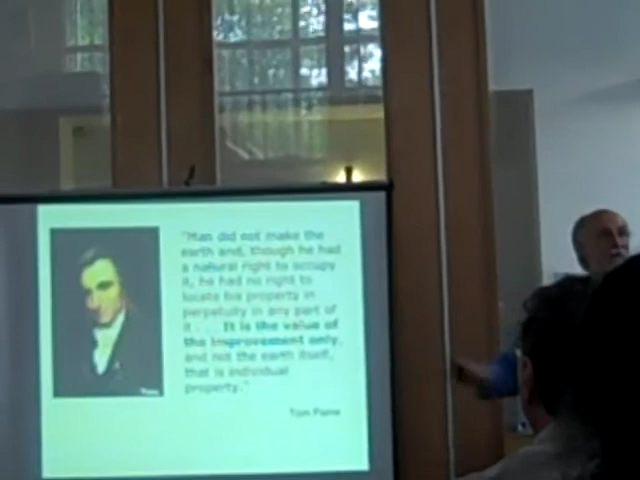 "Man did not make the
earth and, though he had
a natural right to occupy
it, he had no right to
locate his property in
perpetuity in any part of
it . . . It is the value of
the improvement only,
and not the earth itself,
that is individual
property."
Tom Paine